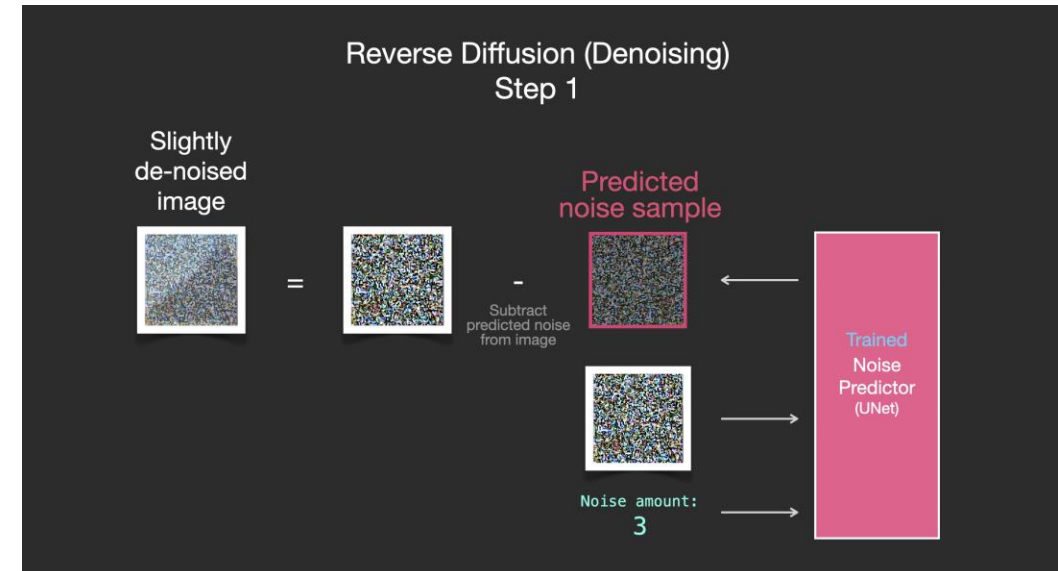 Reverse Diffusion (Denoising)
Step 1
Slightly
de-noised
image
=
-
Subtract
predicted noise
from image
Predicted
noise sample
Noise amount:
3
Trained
Noise
Predictor
(UNet)